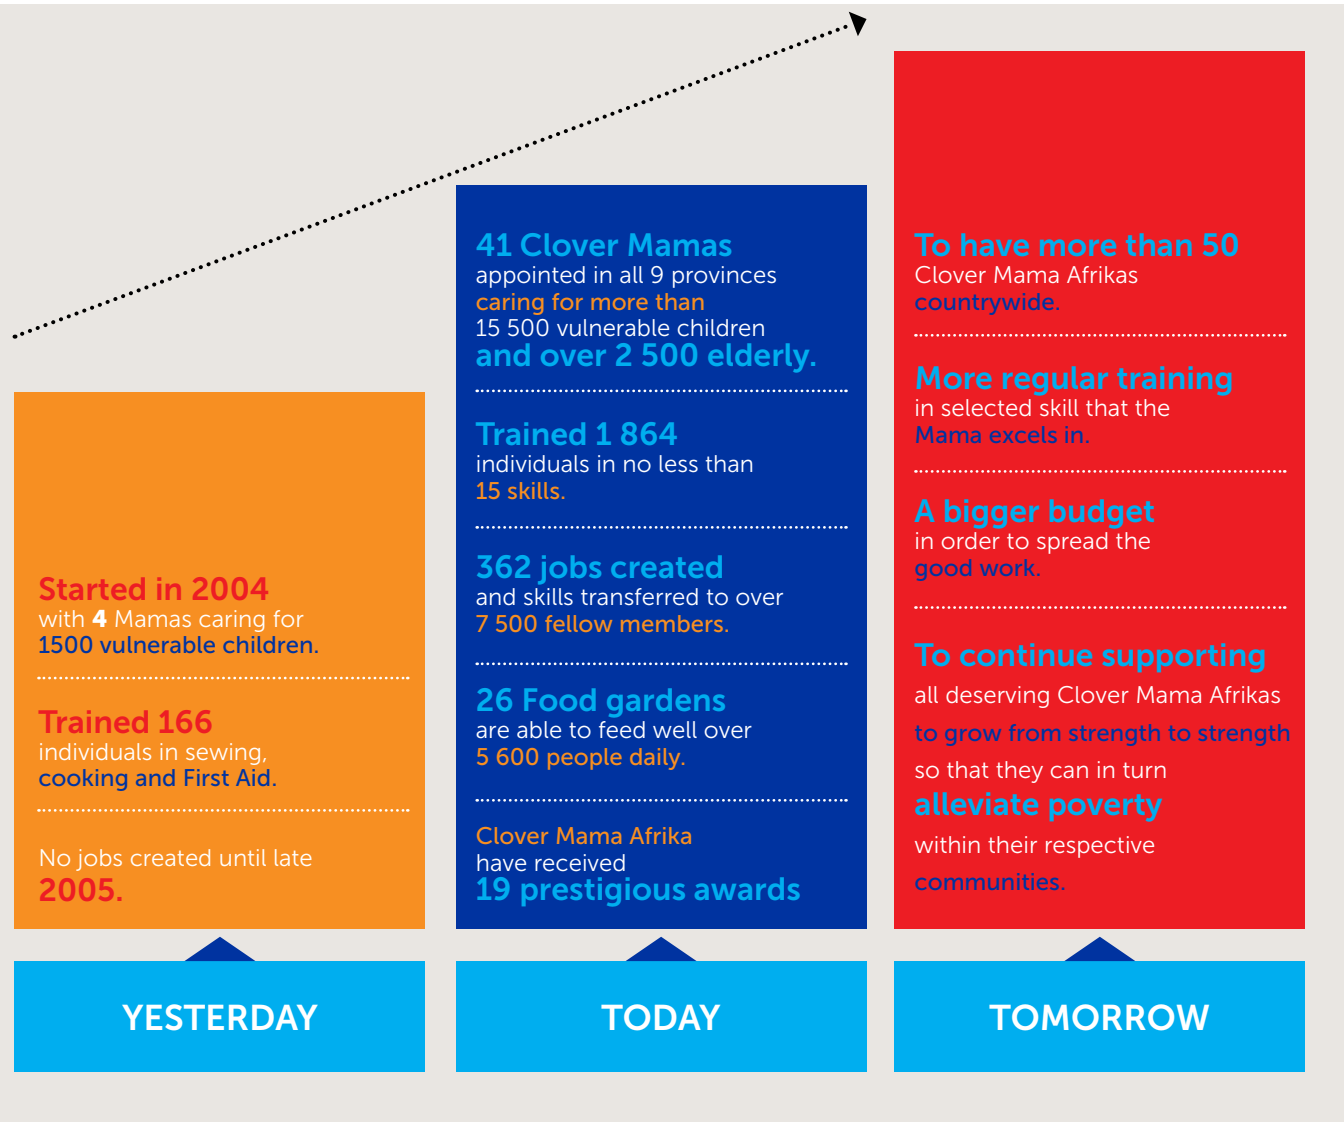 Started in 2004
with 4 Mamas caring for
1500 vulnerable children.
Trained 166
individuals in sewing,
cooking and First Aid.
No jobs created until late
2005.
YESTERDAY
41 Clover Mamas
appointed in all 9 provinces
caring for more than
15 500 vulnerable children
and over 2 500 elderly.
Trained 1 864
individuals in no less than
15 skills.
362 jobs created
and skills transferred to over
7 500 fellow members.
26 Food gardens
are able to feed well over
5 600 people daily.
Clover Mama Afrika
have received
19 prestigious awards
TODAY
To have more than 50
Clover Mama Afrikas
countrywide.
More regular training
in selected skill that the
Mama excels in.
A bigger budget
in order to spread the
good work.
To continue supporting
all deserving Clover Mama Afrikas
to grow from strength to strength
so that they can in turn
alleviate poverty
within their respective
communities.
TOMORROW